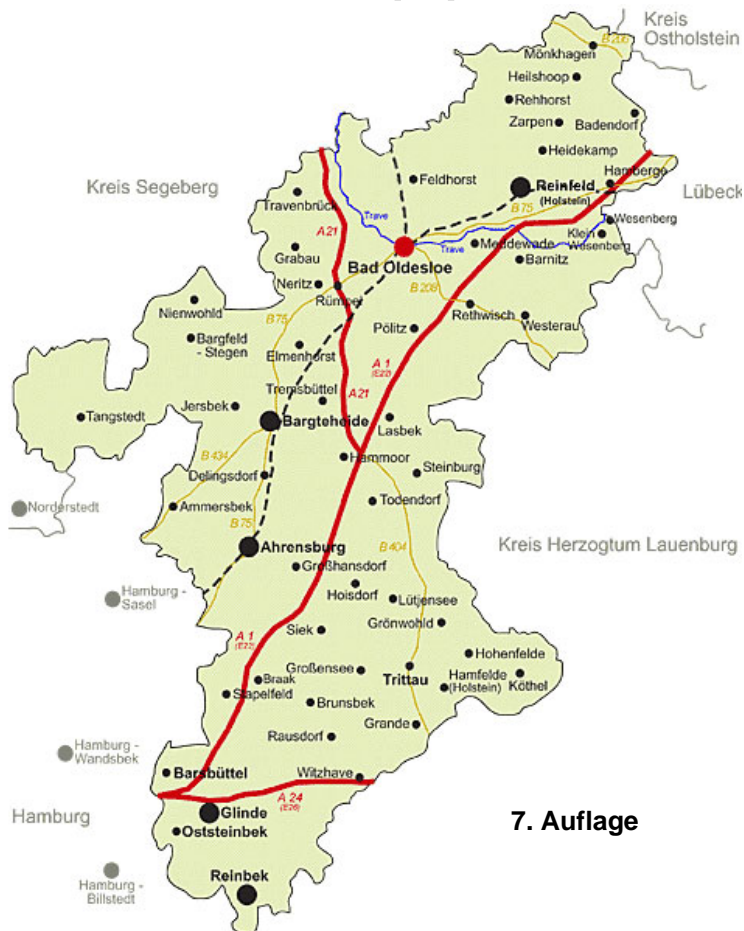 Kreis
Ostholstein
B 206
Mönkhagen
Heilshoop
Rehhorst
Zarpen
Badendorf
Heidekamp
Hamberge
Kreis Segeberg
Feldhorst
Reinfeld
(Holstein)
Lübeck
Travenbrück
B 75
Wesenberg
Trave
A 21
Klein
Wesenberg
Meddewade
Trave
Grabau
Bad Oldesloe
Barnitz
Neritz
Rümpel
B 208
Nienwohld
Rethwisch
Westerau
B 75
Pölitz
Bargfeld
- Stegen
Elmenhorst
A 1
(E22)
Tremsbüttel
A 21
Jersbek
Tangstedt
Bargteheide
Lasbek
B 434
Hammoor
Steinburg
Delingsdorf
Norderstedt
Ammersbek
Todendorf
B 75
Ahrensburg
B 404
Kreis Herzogtum Lauenburg
Großhansdorf
Hamburg -
Sasel
Hoisdorf
Lütjensee
Grönwohld
Siek
A 1
(E22)
Hohenfelde
Großensee
Trittau
Hamfelde
(Holstein)
Köthel
Braak
Stapelfeld
Brunsbek
Grande
Rausdorf
Hamburg -
Wandsbek
Barsbüttel
Witzhave
A 24
(E26)
Hamburg
Glinde
7. Auflage
Oststeinbek
Reinbek
Hamburg -
Billstedt